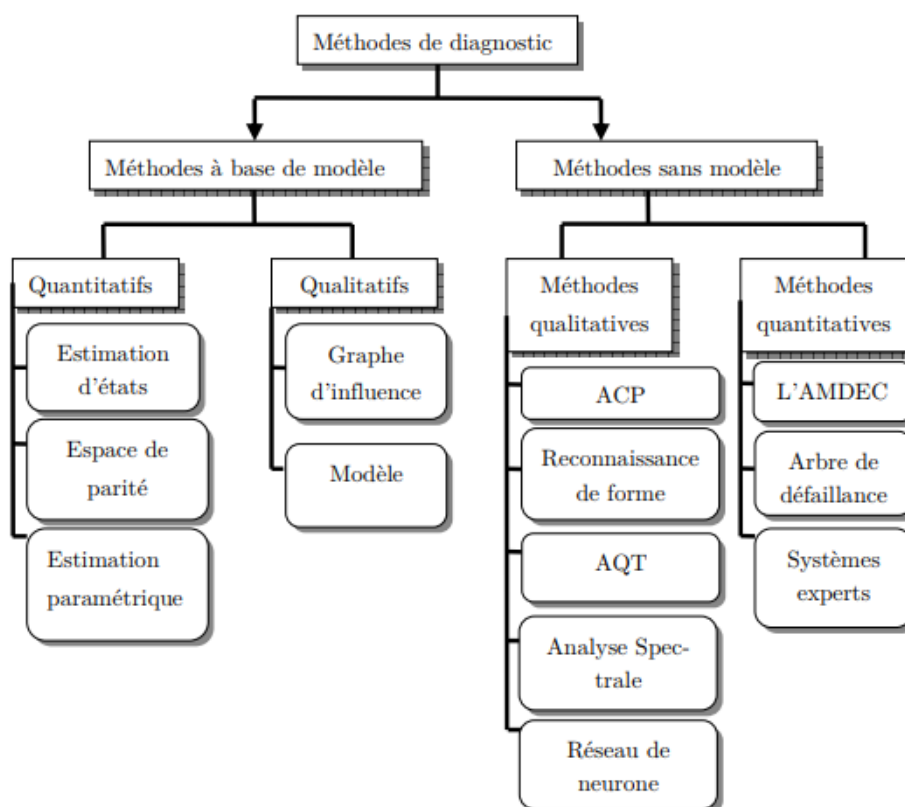 Méthodes de diagnostic
Méthodes à base de modèle
Méthodes sans modèle
Quantitatifs
Estimation
d'états
Espace de
parité
Estimation
paramétrique
Qualitatifs
Graphe
d'influence
Modèle
Méthodes
qualitatives
ACP
Reconnaissance
de forme
AQT
Analyse Spec-
trale
Réseau de
neurone
Méthodes
quantitatives
L'AMDEC
Arbre de
défaillance
Systèmes
experts